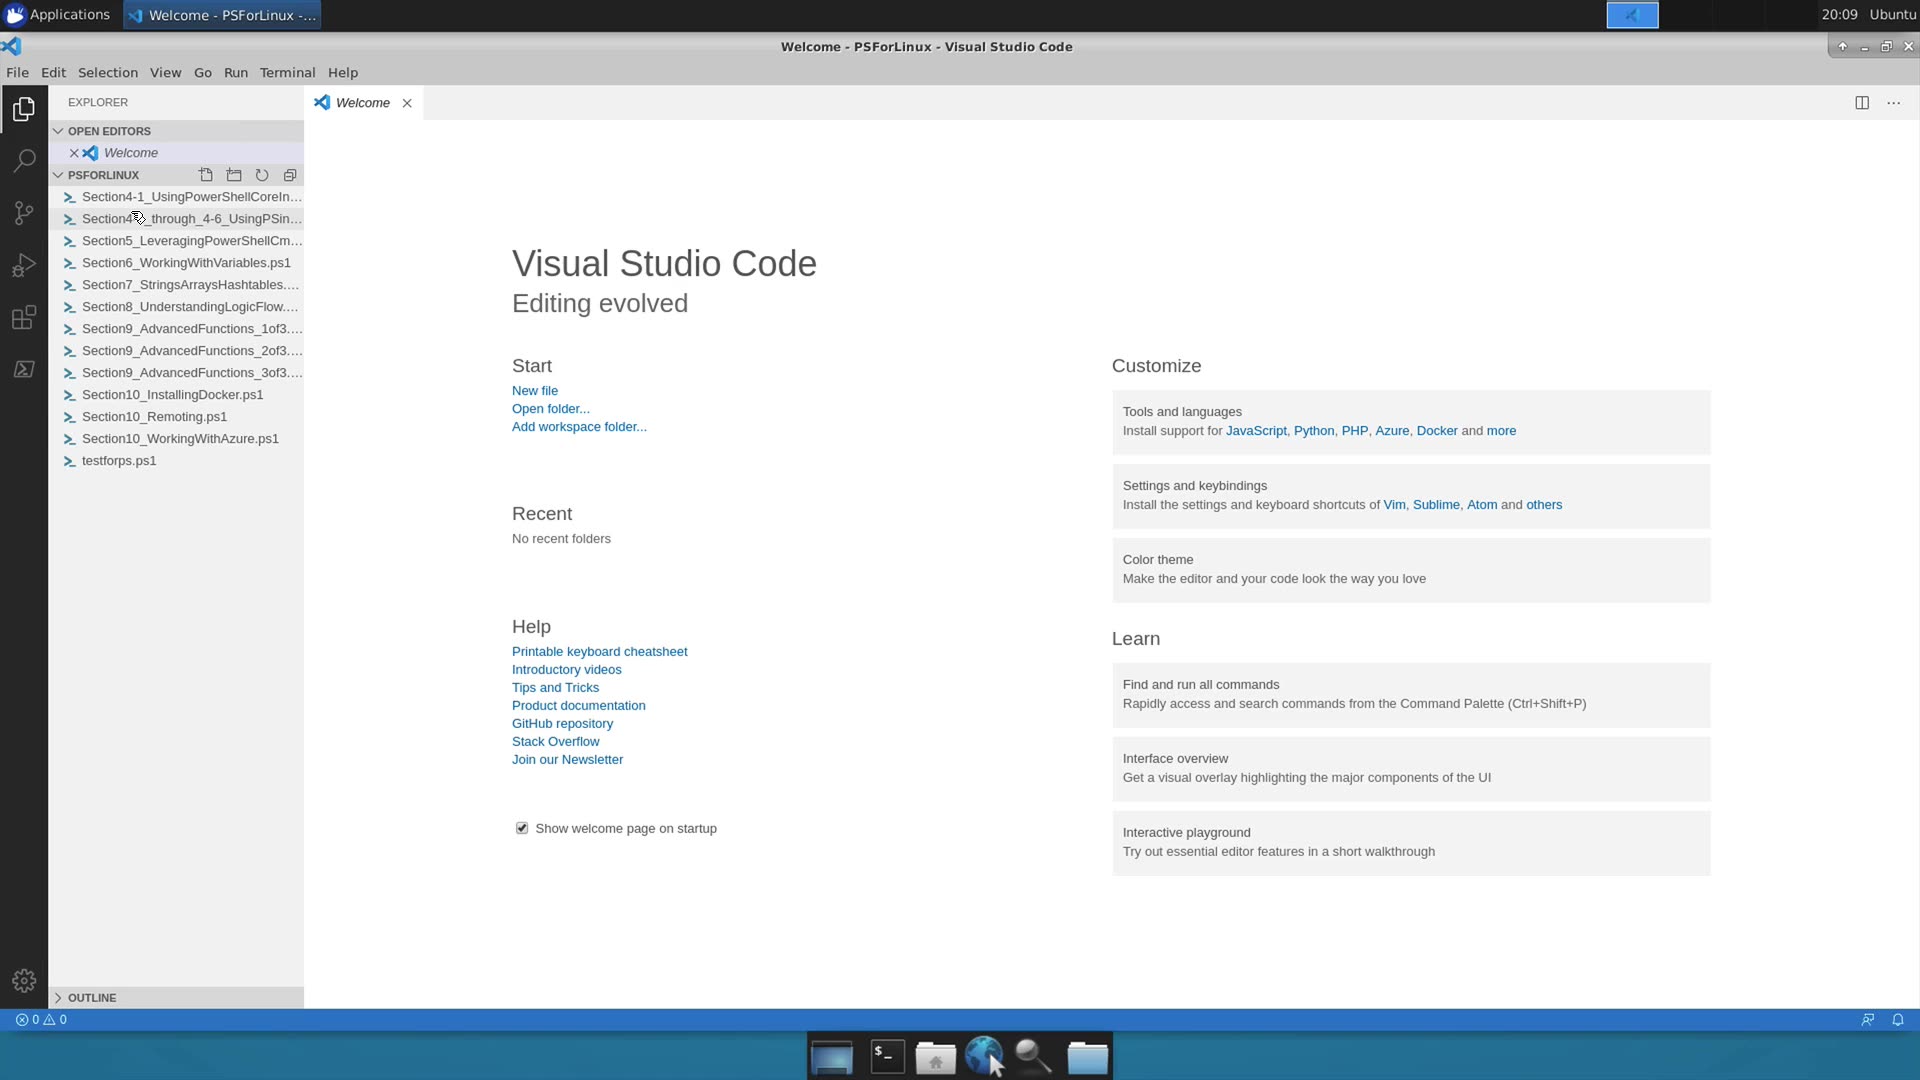 Applications
Welcome - PSForLinux -...
20:09 Ubuntu
Welcome - PSForLinux - Visual Studio Code
File Edit Selection View Go Run Terminal Help
EXPLORER
Welcome
OPEN EDITORS
Welcome
PSFORLINUX
Section4-1_UsingPowerShellCoreIn...
_through_4-6_UsingPSin...
Section5_LeveragingPowerShellCm...
Section6_WorkingWithVariables.ps1
Section7_StringsArraysHashtables....
Section8_UnderstandingLogicFlow....
Section9_AdvancedFunctions_1of3....
Section9_AdvancedFunctions_2of3....
Section9_AdvancedFunctions_3of3....
Section10_InstallingDocker.ps1
Section10_Remoting.ps1
Section10_WorkingWithAzure.ps1
testforps.ps1
OUTLINE
Visual Studio Code
Editing evolved
Start
New file
Open folder...
Add workspace folder...
Recent
No recent folders
Help
Printable keyboard cheatsheet
Introductory videos
Tips and Tricks
Product documentation
GitHub repository
Stack Overflow
Join our Newsletter
Show welcome page on startup
Customize
Tools and languages
Install support for JavaScript, Python, PHP, Azure, Docker and more
Settings and keybindings
Install the settings and keyboard shortcuts of Vim, Sublime, Atom and others
Color theme
Make the editor and your code look the way you love
Learn
Find and run all commands
Rapidly access and search commands from the Command Palette (Ctrl+Shift+P)
Interface overview
Get a visual overlay highlighting the major components of the UI
Interactive playground
Try out essential editor features in a short walkthrough
0 0
$_